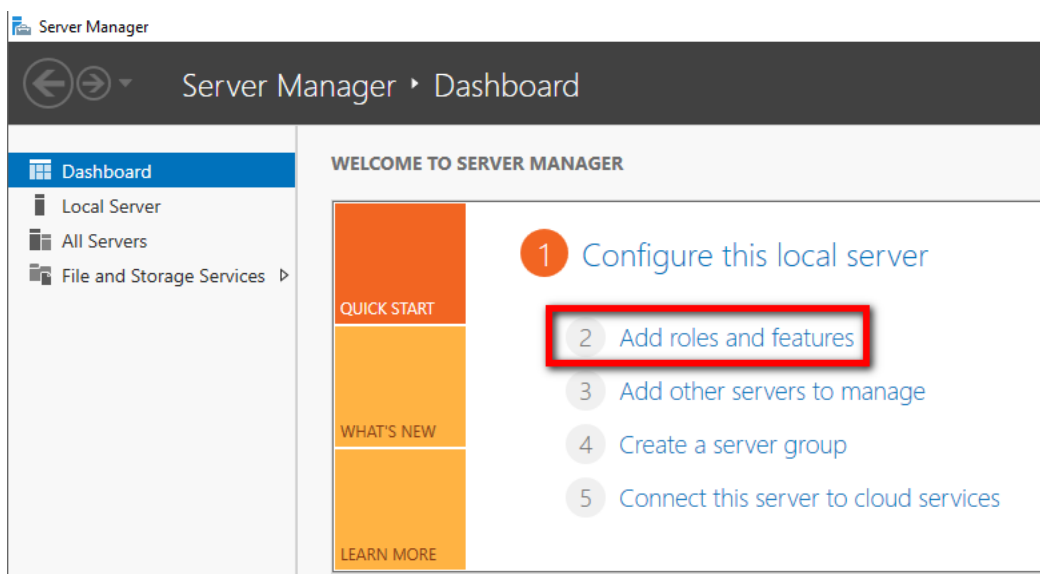 Server Manager
Server Manager ‣ Dashboard
Dashboard
Local Server
All Servers
File and Storage Services
WELCOME TO SERVER MANAGER
QUICK START
WHAT'S NEW
LEARN MORE
1 Configure this local server
2 Add roles and features
3 Add other servers to manage
4 Create a server group
5 Connect this server to cloud services